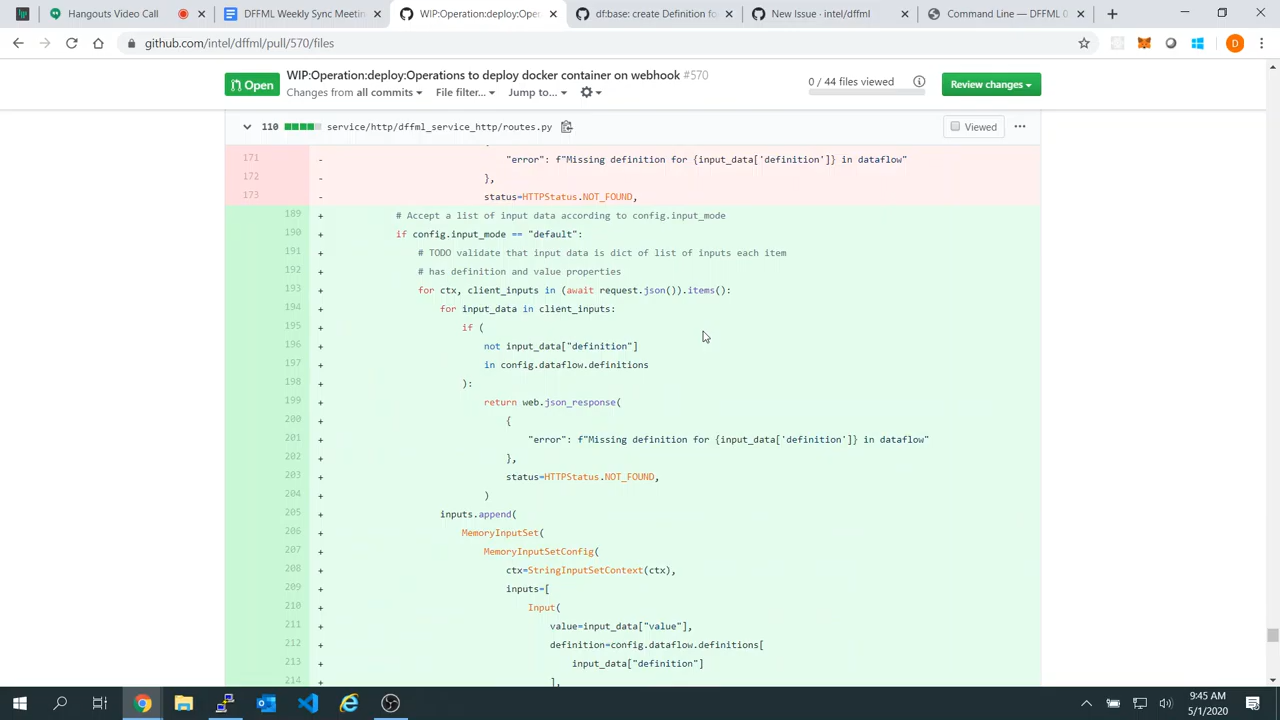 Hangouts Video Call
DFFML Weekly Sync Meetin
WIP:Operation:deploy:Oper
df:base: create Definition fo
New Issue · intel/dffml
Command Line — DFFML 0
github.com/intel/dffml/pull/570/files
D
Open
WIP:Operation:deploy:Operations to deploy docker container on webhook #570
Changes from all commits
File filter...
Jump to...
0 / 44 files viewed
Review changes
110
service/http/dffml_service_http/routes.py
Viewed
171 - "error": f"Missing definition for {input_data['definition']} in dataflow"
172 - },
173 - status=HTTPStatus.NOT_FOUND,
189 + # Accept a list of input data according to config.input_mode
190 + if config.input_mode == "default":
191 + # TODO validate that input data is dict of list of inputs each item
192 + # has definition and value properties
193 + for ctx, client_inputs in (await request.json()).items():
194 + for input_data in client_inputs:
195 + if (
196 + not input_data["definition"]
197 + in config.dataflow.definitions
198 + ):
199 + return web.json_response(
200 + {
201 + "error": f"Missing definition for {input_data['definition']} in dataflow"
202 + },
203 + status=HTTPStatus.NOT_FOUND,
204 + )
205 + inputs.append(
206 + MemoryInputSet(
207 + MemoryInputSetConfig(
208 + ctx=StringInputSetContext(ctx),
209 + inputs=[
210 + Input(
211 + value=input_data["value"],
212 + definition=config.dataflow.definitions[
213 + input_data["definition"]
214 + ],
9:45 AM
5/1/2020